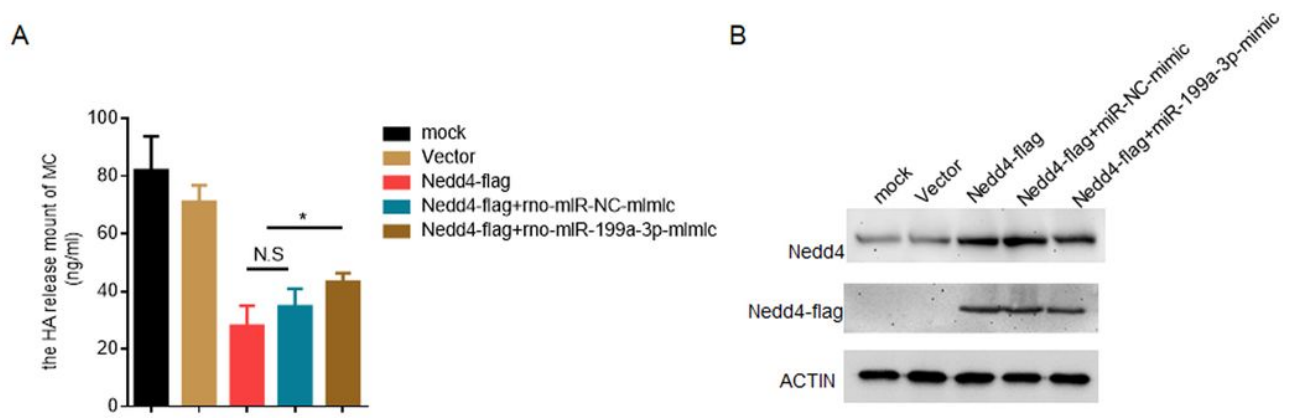 A
the HA release mount of MC
(ng/ml)
100
80
60
40
20
0
N.S
*
mock
Vector
Nedd4-flag
Nedd4-flag+rno-mIR-NC-mImIc
Nedd4-flag+rno-mIR-199a-3p-mImIc
B
mock
Vector
Nedd4-flag
Nedd4-flag+miR-NC-mimic
Nedd4-flag+miR-199a-3p-mimic
Nedd4
Nedd4-flag
ACTIN